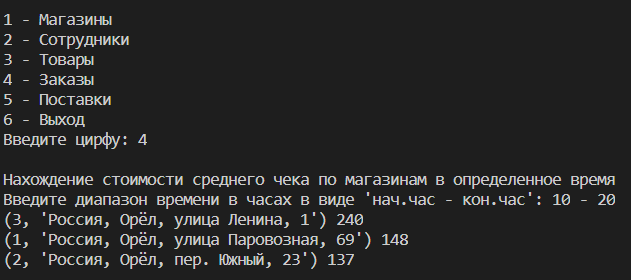 1 - Магазины
2 - Сотрудники
3 - Товары
4 - Заказы
5 - Поставки
6 - Выход
Введите цирфу: 4
Нахождение стоимости среднего чека по магазинам в определенное время
Введите диапазон времени в часах в виде 'нач.час - кон.час': 10 - 20
(3, 'Россия, Орёл, улица Ленина, 1') 240
(1, 'Россия, Орёл, улица Паровозная, 69') 148
(2, 'Россия, Орёл, пер. Южный, 23') 137